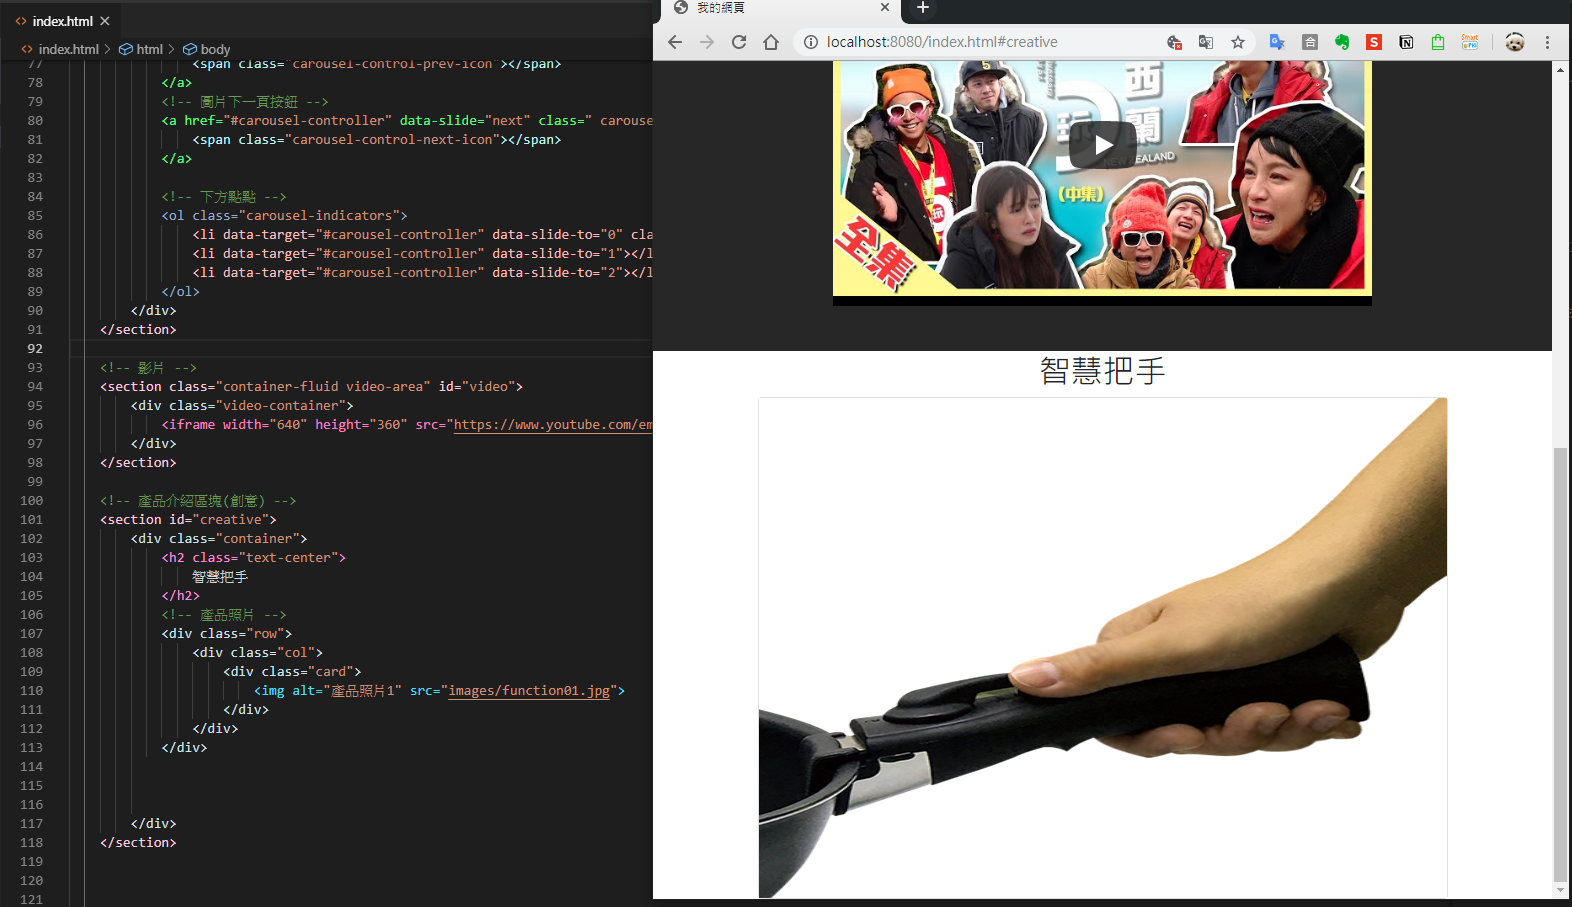 index.html
index.html > html > body
77 <span class="carousel-control-prev-icon"></span>
78 </a>
79 <!-- 圖片下一頁按鈕 -->
80 <a href="#carousel-controller" data-slide="next" class=" carouse
81 <span class="carousel-control-next-icon"></span>
82 </a>
83
84 <!-- 下方點點 -->
85 <ol class="carousel-indicators">
86 <li data-target="#carousel-controller" data-slide-to="0" cla
87 <li data-target="#carousel-controller" data-slide-to="1"></l
88 <li data-target="#carousel-controller" data-slide-to="2"></l
89 </ol>
90 </div>
91 </section>
92
93 <!-- 影片 -->
94 <section class="container-fluid video-area" id="video">
95 <div class="video-container">
96 <iframe width="640" height="360" src="https://www.youtube.com/em
97 </div>
98 </section>
99
100 <!-- 產品介紹區塊(創意) -->
101 <section id="creative">
102 <div class="container">
103 <h2 class="text-center">
104 智慧把手
105 </h2>
106 <!-- 產品照片 -->
107 <div class="row">
108 <div class="col">
109 <div class="card">
110 <img alt="產品照片1" src="images/function01.jpg">
111 </div>
112 </div>
113 </div>
114
115
116
117 </div>
118 </section>
119
120
121
我的網頁
localhost:8080/index.html#creative
西
蘭
玩
NEW ZEALAND
(中集)
全集
智慧把手